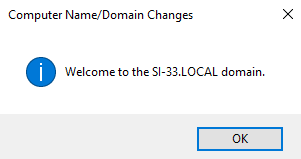 Computer Name/Domain Changes
Welcome to the SI-33.LOCAL domain.
OK